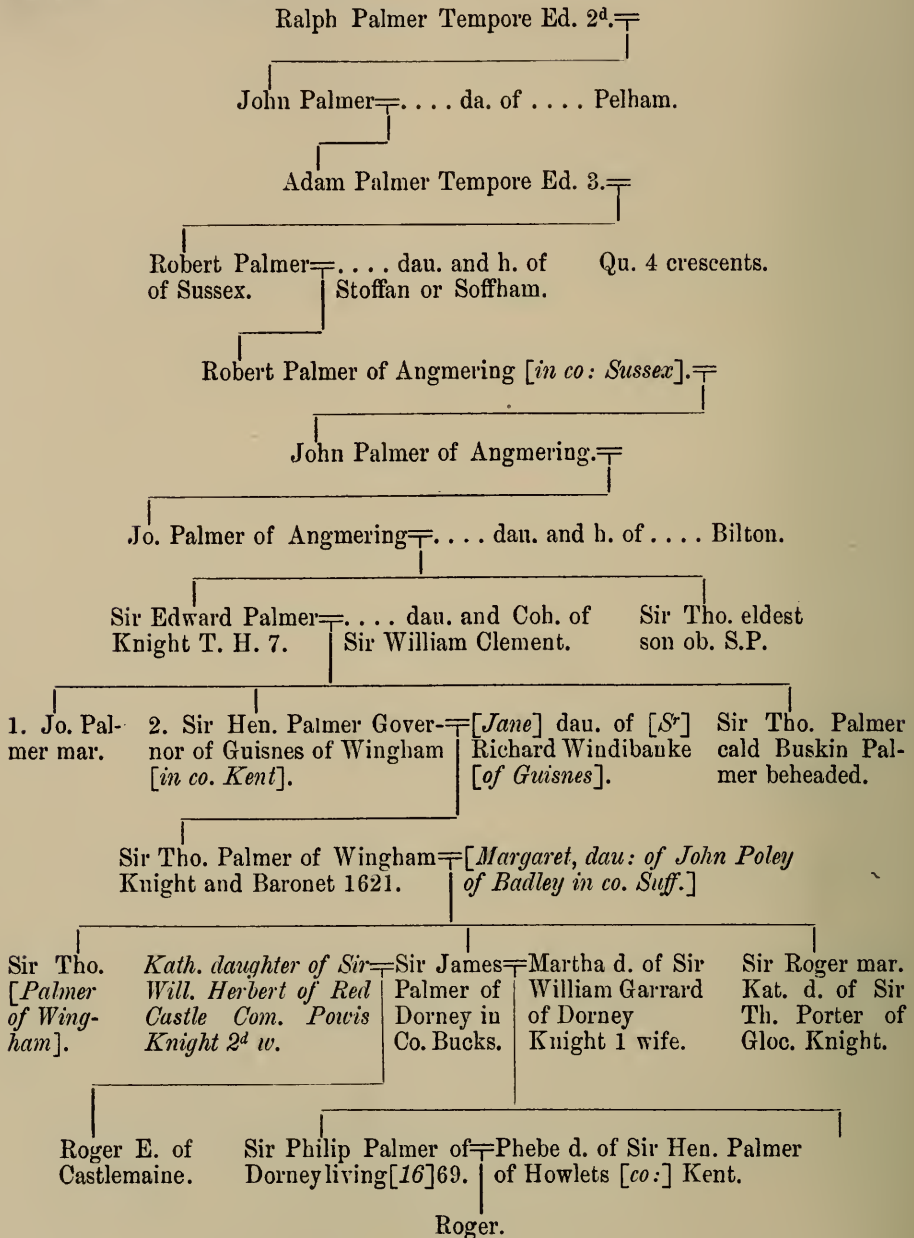 Ralph Palmer Tempore Ed. 2d.
John Palmer . . . . da. of . . . . Pelham.
Adam Palmer Tempore Ed. 3.
Robert Palmer . . . . dau. and h. of Qu. 4 crescents.
of Sussex. Stoffan or Soffham.
Robert Palmer of Angmering [in co: Sussex].
John Palmer of Angmering.
Jo. Palmer of Angmering . . . . dau. and h. of . . . . Bilton.
Sir Edward Palmer . . . . dau. and Coh. of Sir Tho. eldest
Knight T. H. 7. Sir William Clement. son ob. S.P.
1. Jo. Pal- 2. Sir Hen. Palmer Gover- [Jane] dau. of [Sr] Sir Tho. Palmer
mer mar. nor of Guisnes of Wingham Richard Windibanke cald Buskin Pal-
[in co. Kent]. [of Guisnes]. mer beheaded.
Sir Tho. Palmer of Wingham [Margaret, dau: of John Poley
Knight and Baronet 1621. of Badley in co. Suff.]
Sir Tho. Kath. daughter of Sir Sir James Martha d. of Sir Sir Roger mar.
[Palmer Will. Herbert of Red Palmer of William Garrard Kat. d. of Sir
of Wing- Castle Com. Powis Dorney in of Dorney Th. Porter of
ham]. Knight 2d w. Co. Bucks. Knight 1 wife. Gloc. Knight.
Roger E. of Sir Philip Palmer of Phebe d. of Sir Hen. Palmer
Castlemaine. Dorney living [16]69. of Howlets [co:] Kent.
Roger.